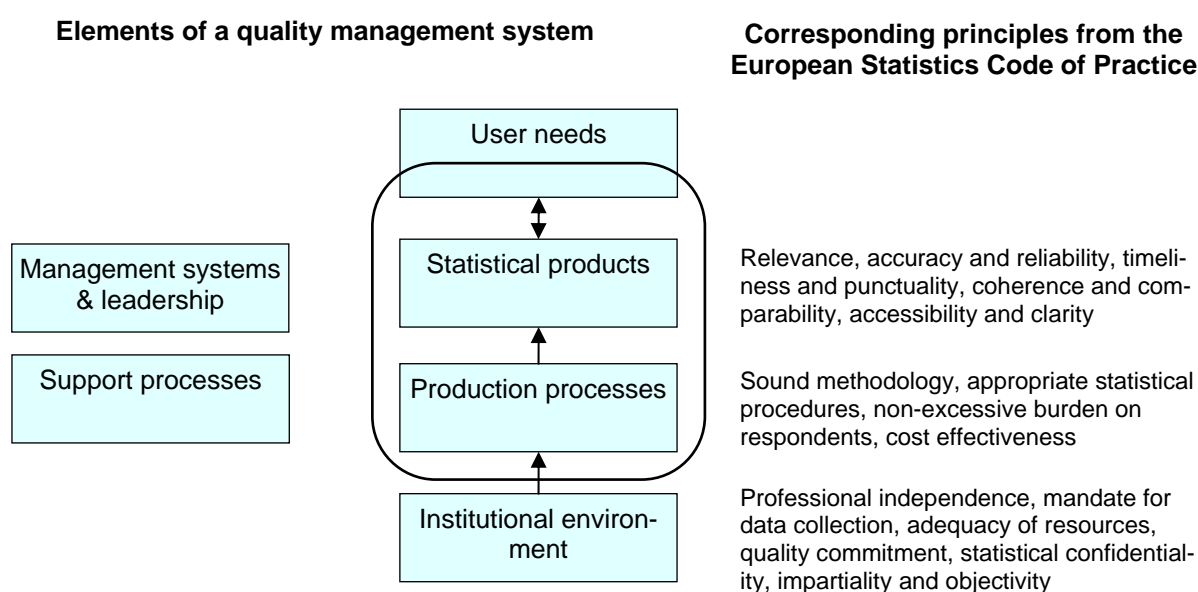 Elements of a quality management system
Corresponding principles from the
European Statistics Code of Practice
User needs
Management systems
& leadership
Statistical products
Relevance, accuracy and reliability, timeli-
ness and punctuality, coherence and com-
parability, accessibility and clarity
Support processes
Production processes
Sound methodology, appropriate statistical
procedures, non-excessive burden on
respondents, cost effectiveness
Institutional environ-
ment
Professional independence, mandate for
data collection, adequacy of resources,
quality commitment, statistical confidential-
ity, impartiality and objectivity